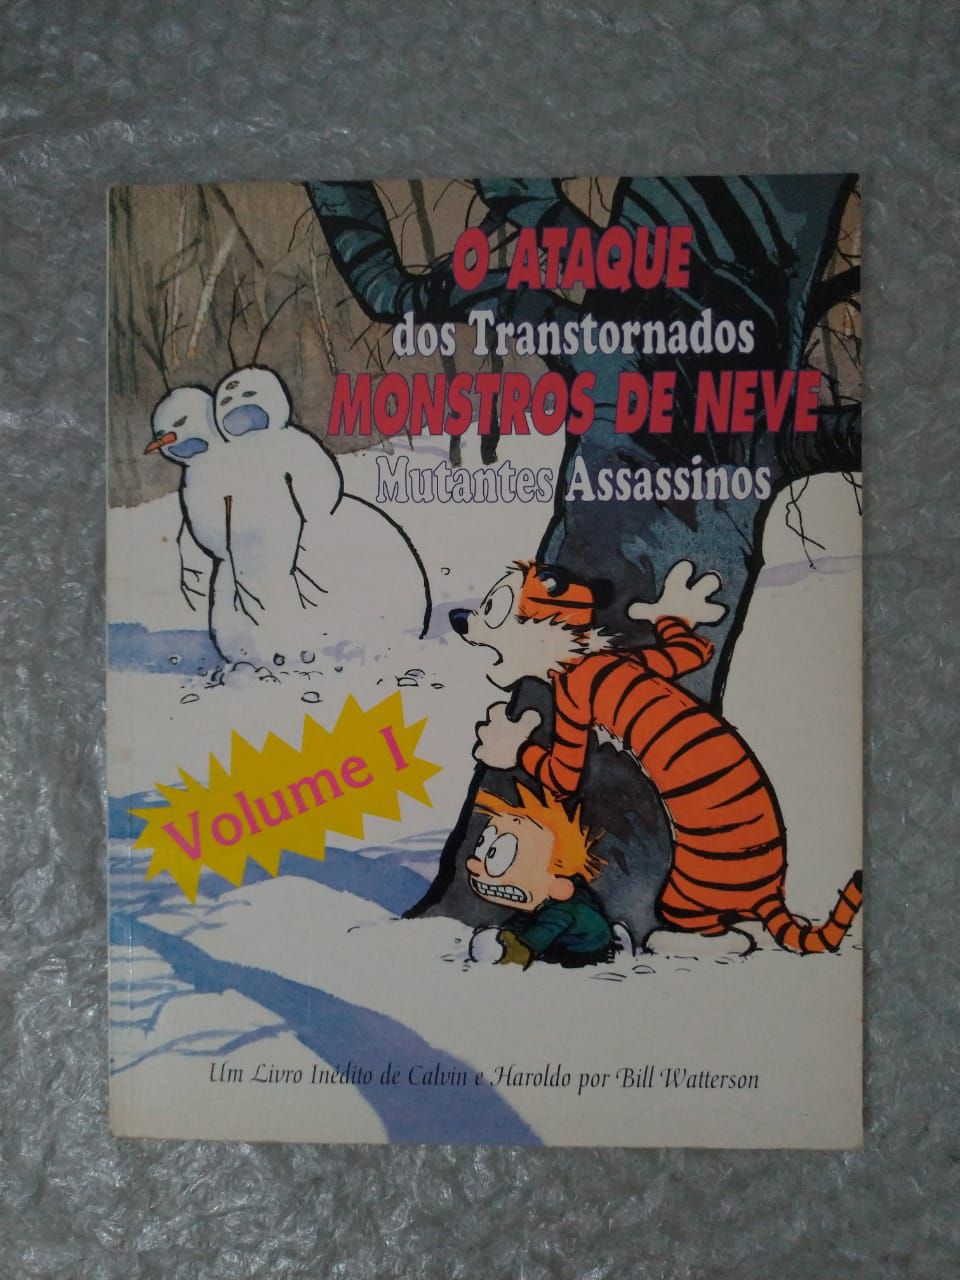 O ATAQUE
dos Transtornados
MONSTROS DE NEVE
Mutantes Assassinos
Volume I
Um Livro Inédito de Calvin e Haroldo por Bill Watterson